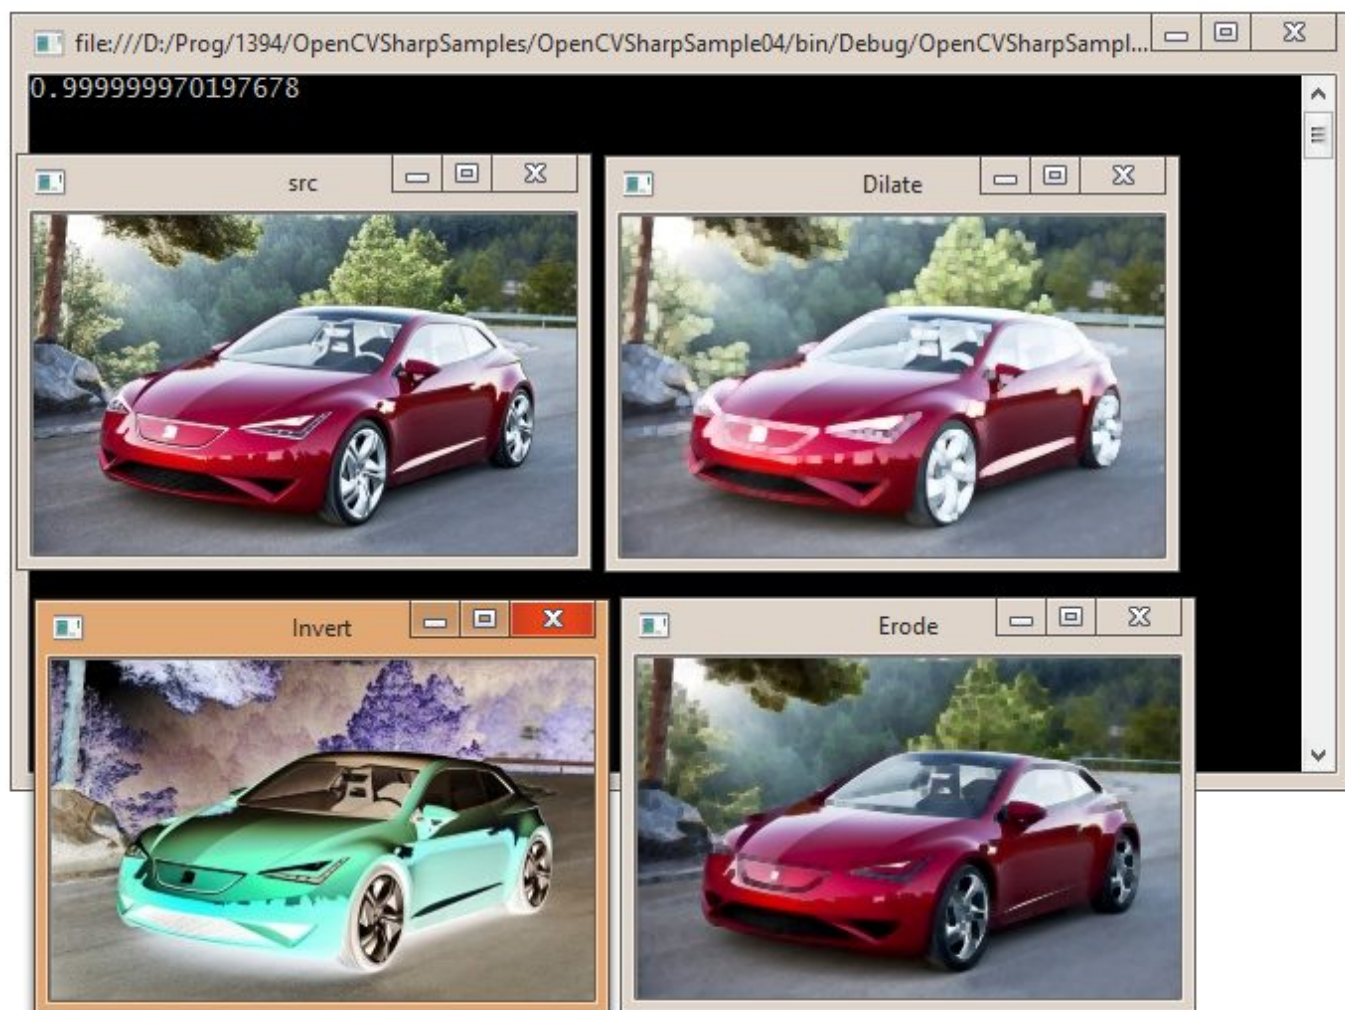 file:///D:/Prog/1394/OpenCVSharpSamples/OpenCVSharpSample04/bin/Debug/OpenCVSharpSampl...
0.999999970197678
src
Dilate
Invert
Erode